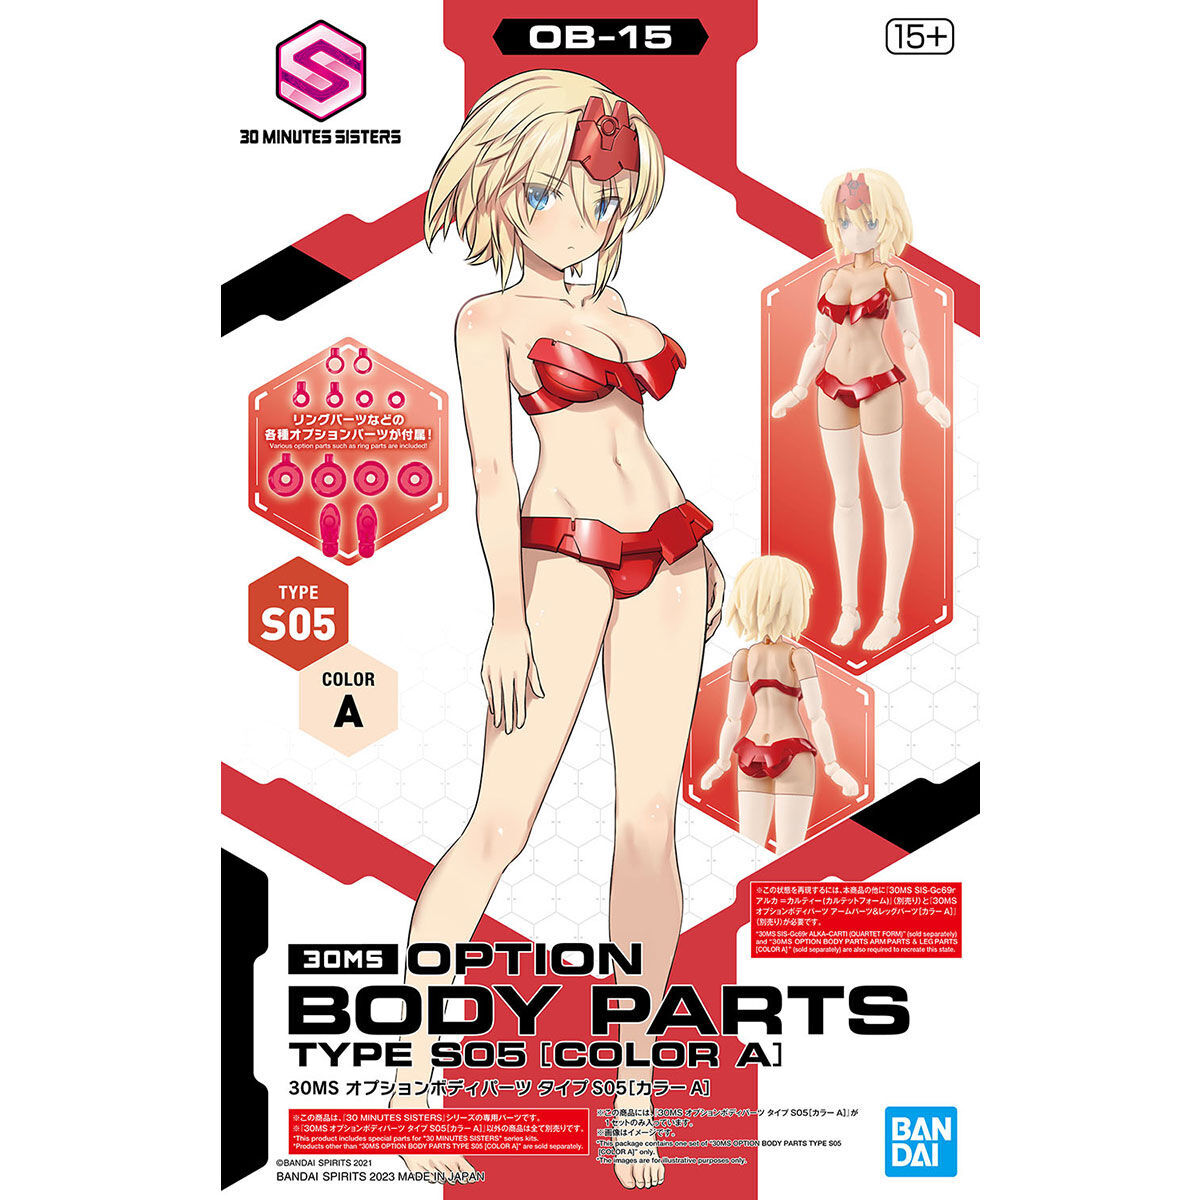 OB-15
15+
S
30 MINUTES SISTERS
リングパーツなどの
各種オプションパーツが付属!
Various option parts such as ring parts are included!
TYPE
S05
COLOR
A
※この状態を再現するには、本商品の他に「30MS SIS-Gc69r
アルカ＝カルティ(カルテットフォーム)」(別売り)と「30MS
オプションボディパーツ アームパーツ&レッグパーツ[カラーA]」
(別売り)が必要です。
*"30MS SIS-Gc69r ALKA-CARTI (QUARTET FORM)" (sold separately)
and "30MS OPTION BODY PARTS ARM PARTS & LEG PARTS
[COLOR A]" (sold separately) are also required to recreate this state.
30MS OPTION
BODY PARTS
TYPE S05 [COLOR A]
30MS オプションボディパーツ タイプS05[カラーA]
※この商品は、「30 MINUTES SISTERS」シリーズの専用パーツです。
※「30MS オプションボディパーツ タイプS05[カラーA]」以外の商品は全て別売りです。
*This product includes special parts for "30 MINUTES SISTERS" series kits.
*Products other than "30MS OPTION BODY PARTS TYPE S05 [COLOR A]" are sold separately.
※この商品には、「30MS オプションボディパーツ タイプS05[カラーA]」が
1セットのみ入っています。
※画像はイメージです。
*This package contains one set of "30MS OPTION BODY PARTS TYPE S05
[COLOR A]" only.
*The images are for illustrative purposes only.
©BANDAI SPIRITS 2021
BANDAI SPIRITS 2023 MADE IN JAPAN
BAN
DAI